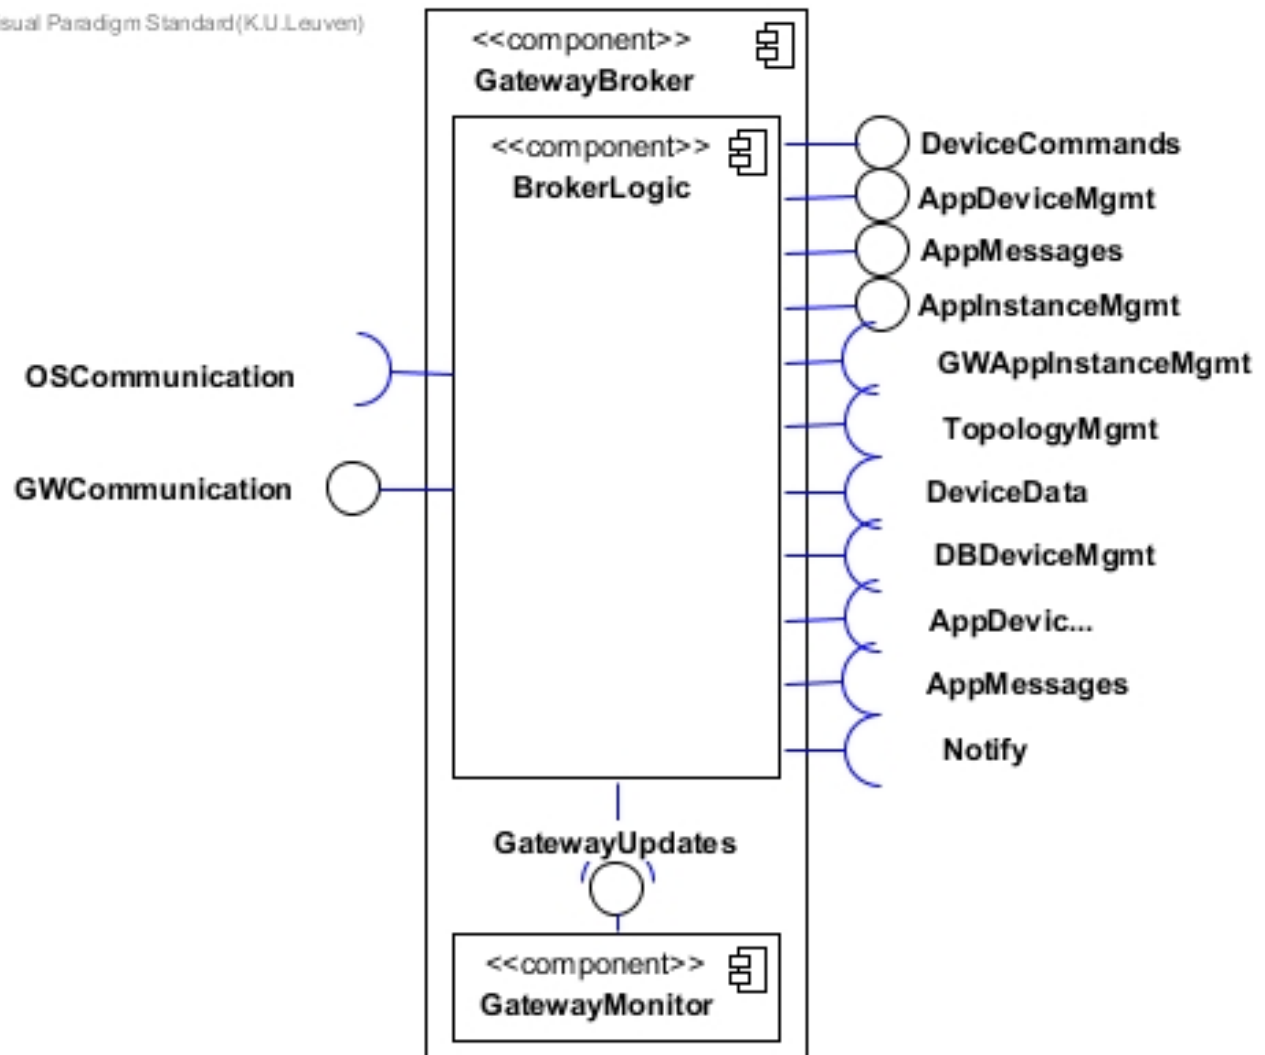 sual Paradigm Standard(K.U.Leuven)
<<component>>
GatewayBroker
<<component>>
BrokerLogic
DeviceCommands
AppDeviceMgmt
AppMessages
AppInstanceMgmt
GWAppInstanceMgmt
OSCommunication
TopologyMgmt
GWCommunication
DeviceData
DBDeviceMgmt
AppDevic...
AppMessages
Notify
GatewayUpdates
<<component>>
GatewayMonitor